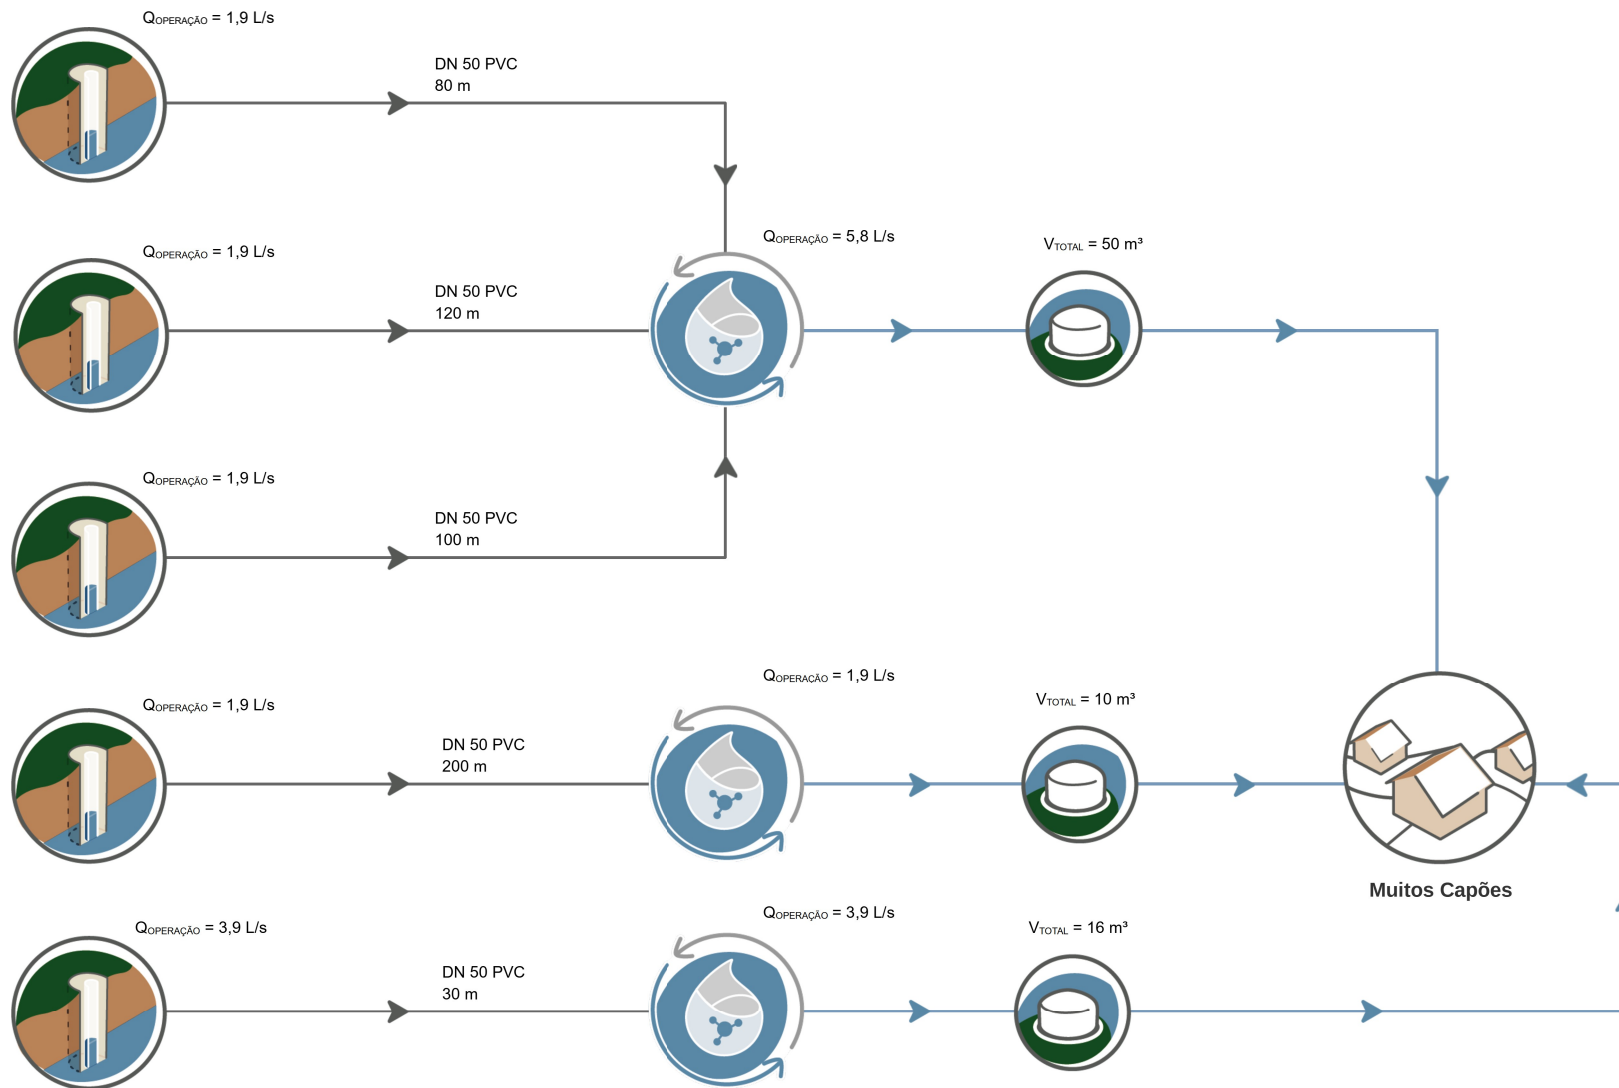 QOPERAÇÃO = 1,9 L/s
DN 50 PVC
80 m
QOPERAÇÃO = 1,9 L/s
DN 50 PVC
120 m
QOPERAÇÃO = 5,8 L/s
VTOTAL = 50 m³
QOPERAÇÃO = 1,9 L/s
DN 50 PVC
100 m
QOPERAÇÃO = 1,9 L/s
DN 50 PVC
200 m
QOPERAÇÃO = 1,9 L/s
VTOTAL = 10 m³
Muitos Capões
QOPERAÇÃO = 3,9 L/s
DN 50 PVC
30 m
QOPERAÇÃO = 3,9 L/s
VTOTAL = 16 m³